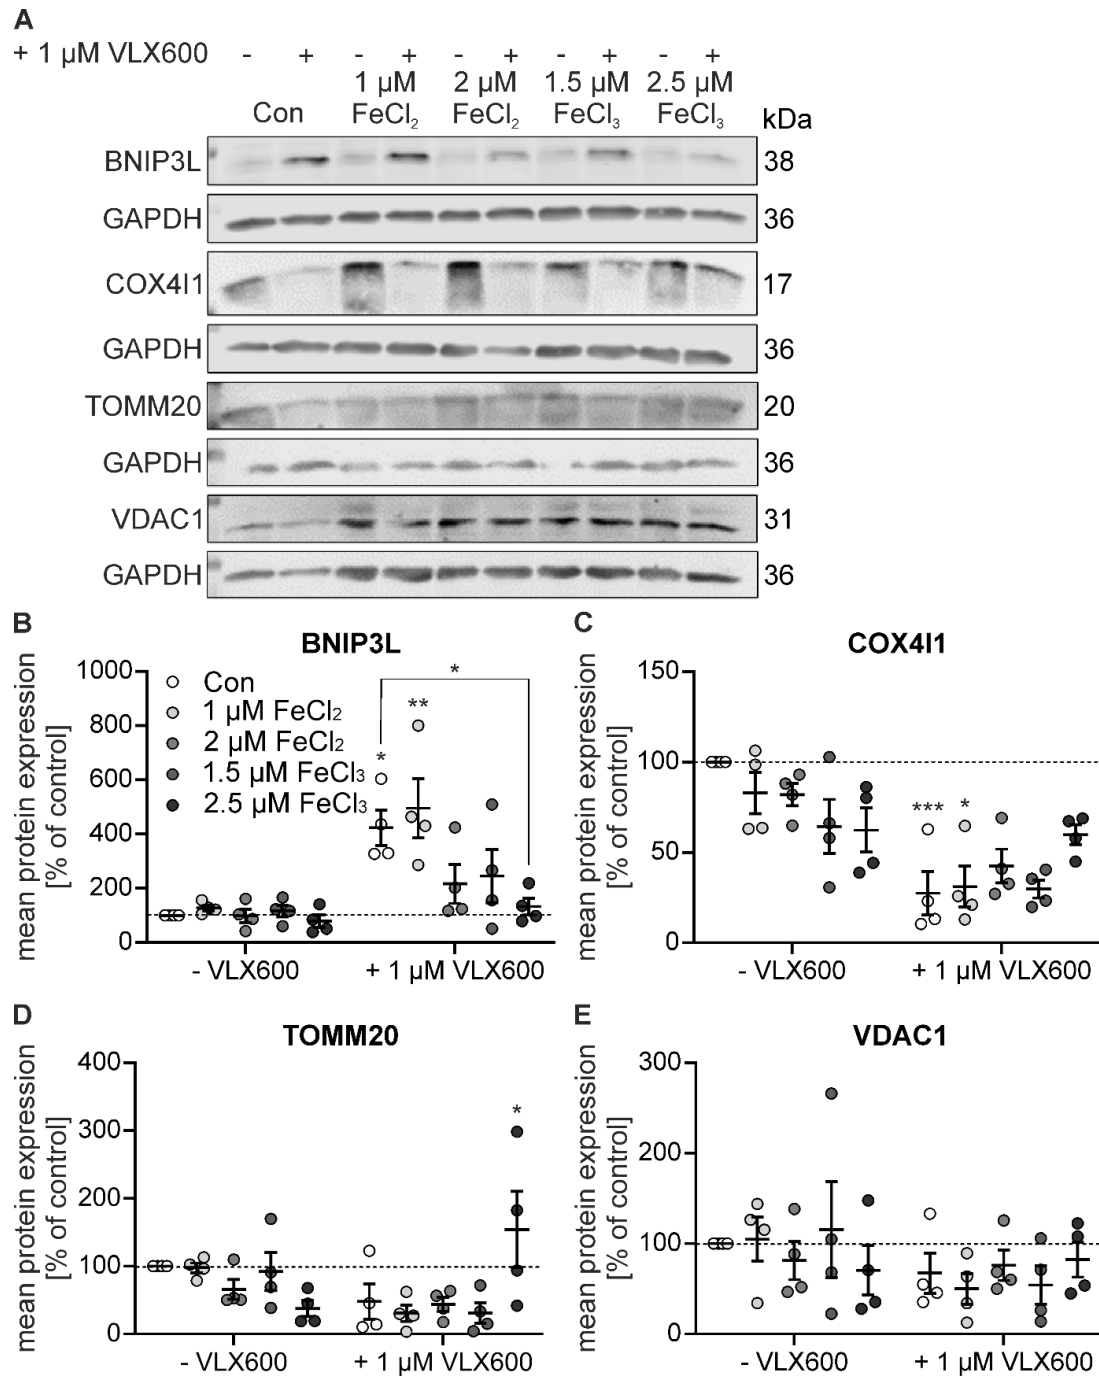 A
+ 1 µM VLX600 - + - + - + - + - +
1 µM 2 µM 1.5 µM 2.5 µM
Con FeCl₂ FeCl₂ FeCl₃ FeCl₃ kDa
BNIP3L 38
GAPDH 36
COX4I1 17
GAPDH 36
TOMM20 20
GAPDH 36
VDAC1 31
GAPDH 36
B
BNIP3L
mean protein expression
[% of control]
1000
800
600
400
200
0
Con
1 µM FeCl₂
2 µM FeCl₂
1.5 µM FeCl₃
2.5 µM FeCl₃
*
**
*
- VLX600 + 1 µM VLX600
C
COX4I1
mean protein expression
[% of control]
150
100
50
0
*** *
- VLX600 + 1 µM VLX600
D
TOMM20
mean protein expression
[% of control]
400
300
200
100
0
*
- VLX600 + 1 µM VLX600
E
VDAC1
mean protein expression
[% of control]
300
200
100
0
- VLX600 + 1 µM VLX600